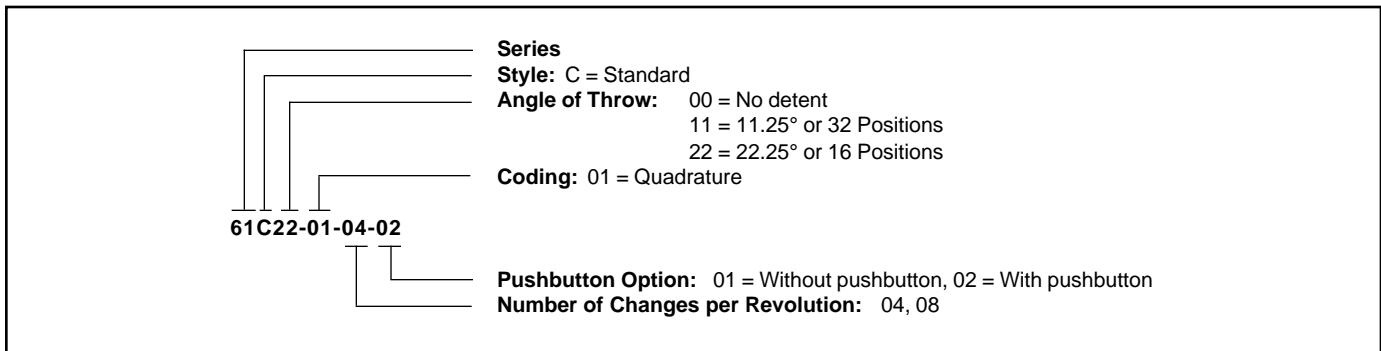 Series
Style: C = Standard
Angle of Throw: 00 = No detent
11 = 11.25° or 32 Positions
22 = 22.25° or 16 Positions
Coding: 01 = Quadrature
61C22-01-04-02
Pushbutton Option: 01 = Without pushbutton, 02 = With pushbutton
Number of Changes per Revolution: 04, 08